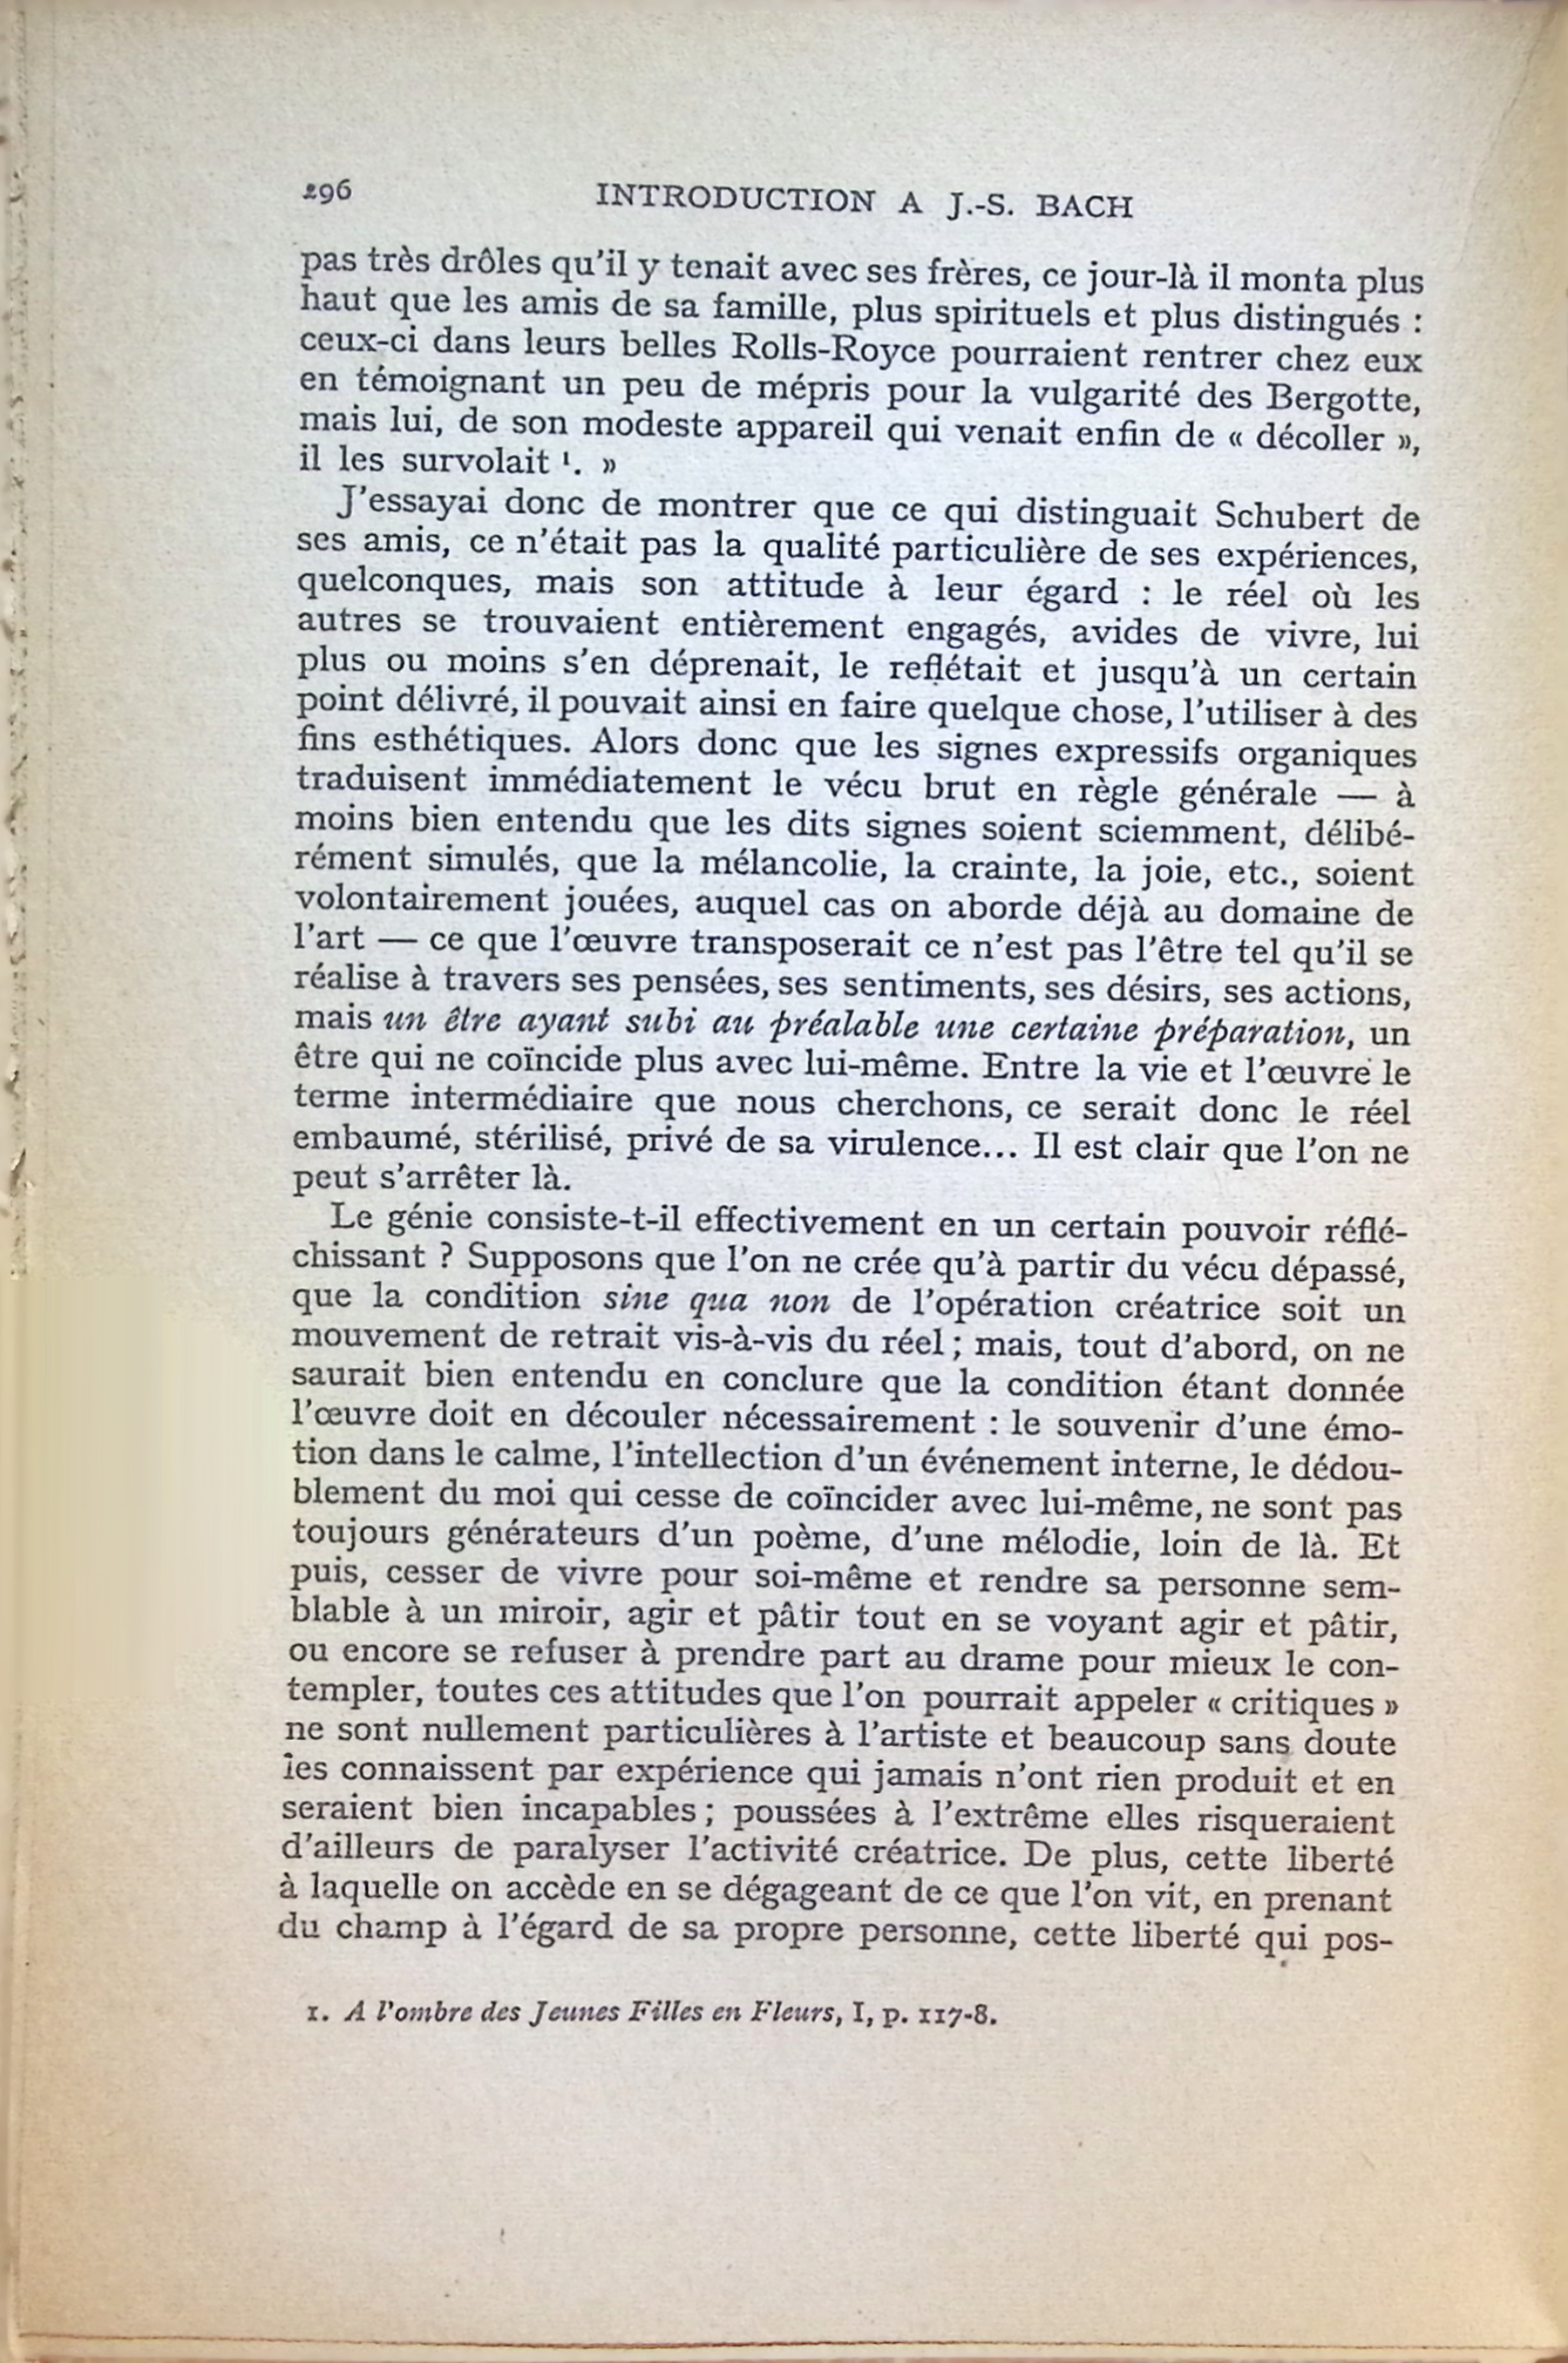 296 INTRODUCTION A J.-S. BACH
pas très drôles qu'il y tenait avec ses frères, ce jour-là il monta plus
haut que les amis de sa famille, plus spirituels et plus distingués :
ceux-ci dans leurs belles Rolls-Royce pourraient rentrer chez eux
en témoignant un peu de mépris pour la vulgarité des Bergotte,
mais lui, de son modeste appareil qui venait enfin de « décoller »,
il les survolait ¹. »
J'essayai donc de montrer que ce qui distinguait Schubert de
ses amis, ce n'était pas la qualité particulière de ses expériences,
quelconques, mais son attitude à leur égard : le réel où les
autres se trouvaient entièrement engagés, avides de vivre, lui
plus ou moins s'en déprenait, le reflétait et jusqu'à un certain
point délivré, il pouvait ainsi en faire quelque chose, l'utiliser à des
fins esthétiques. Alors donc que les signes expressifs organiques
traduisent immédiatement le vécu brut en règle générale — à
moins bien entendu que les dits signes soient sciemment, délibé-
rément simulés, que la mélancolie, la crainte, la joie, etc., soient
volontairement jouées, auquel cas on aborde déjà au domaine de
l'art — ce que l'œuvre transposerait ce n'est pas l'être tel qu'il se
réalise à travers ses pensées, ses sentiments, ses désirs, ses actions,
mais un être ayant subi au préalable une certaine préparation, un
être qui ne coïncide plus avec lui-même. Entre la vie et l'œuvre le
terme intermédiaire que nous cherchons, ce serait donc le réel
embaumé, stérilisé, privé de sa virulence... Il est clair que l'on ne
peut s'arrêter là.
Le génie consiste-t-il effectivement en un certain pouvoir réflé-
chissant ? Supposons que l'on ne crée qu'à partir du vécu dépassé,
que la condition sine qua non de l'opération créatrice soit un
mouvement de retrait vis-à-vis du réel ; mais, tout d'abord, on ne
saurait bien entendu en conclure que la condition étant donnée
l'œuvre doit en découler nécessairement : le souvenir d'une émo-
tion dans le calme, l'intellection d'un événement interne, le dédou-
blement du moi qui cesse de coïncider avec lui-même, ne sont pas
toujours générateurs d'un poème, d'une mélodie, loin de là. Et
puis, cesser de vivre pour soi-même et rendre sa personne sem-
blable à un miroir, agir et pâtir tout en se voyant agir et pâtir,
ou encore se refuser à prendre part au drame pour mieux le con-
templer, toutes ces attitudes que l'on pourrait appeler « critiques »
ne sont nullement particulières à l'artiste et beaucoup sans doute
les connaissent par expérience qui jamais n'ont rien produit et en
seraient bien incapables ; poussées à l'extrême elles risqueraient
d'ailleurs de paralyser l'activité créatrice. De plus, cette liberté
à laquelle on accède en se dégageant de ce que l'on vit, en prenant
du champ à l'égard de sa propre personne, cette liberté qui pos-
1. A l'ombre des Jeunes Filles en Fleurs, I, p. 117-8.